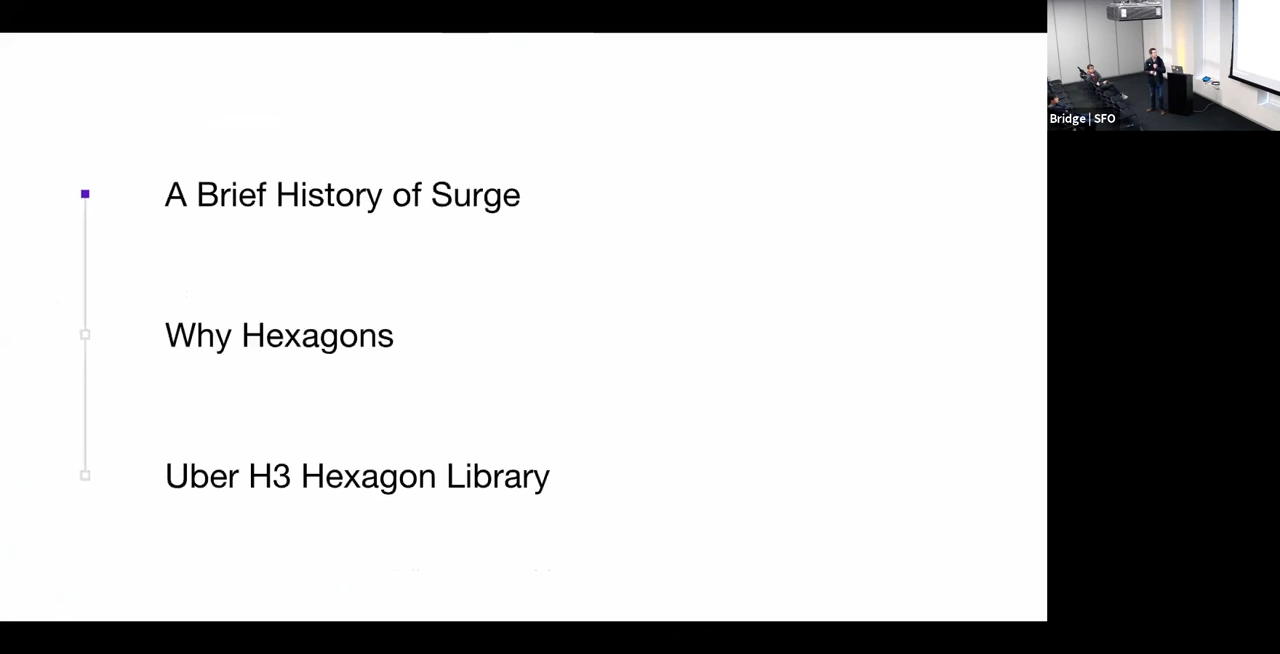 A Brief History of Surge
Why Hexagons
Uber H3 Hexagon Library
Bridge | SFO